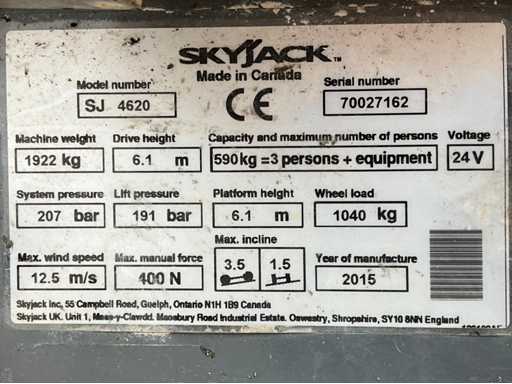 SKYJACK™
Made in Canada
Model number
SJ 4620
CE
Serial number
70027162
Machine weight Drive height Capacity and maximum number of persons Voltage
1922 kg 6.1 m 590kg =3 persons + equipment 24 V
System pressure Lift pressure Platform height Wheel load
207 bar 191 bar 6.1 m 1040 kg
Max. wind speed Max. manual force Max. incline Year of manufacture
12.5 m/s 400 N 3.5 1.5 2015
Skyjack Inc, 55 Campbell Road, Guelph, Ontario N1H 1B9 Canada
Skyjack UK. Unit 1, Maes-y-Clawdd. Maesbury Road Industrial Estate. Oswestry, Shropshire, SY10 8NN England